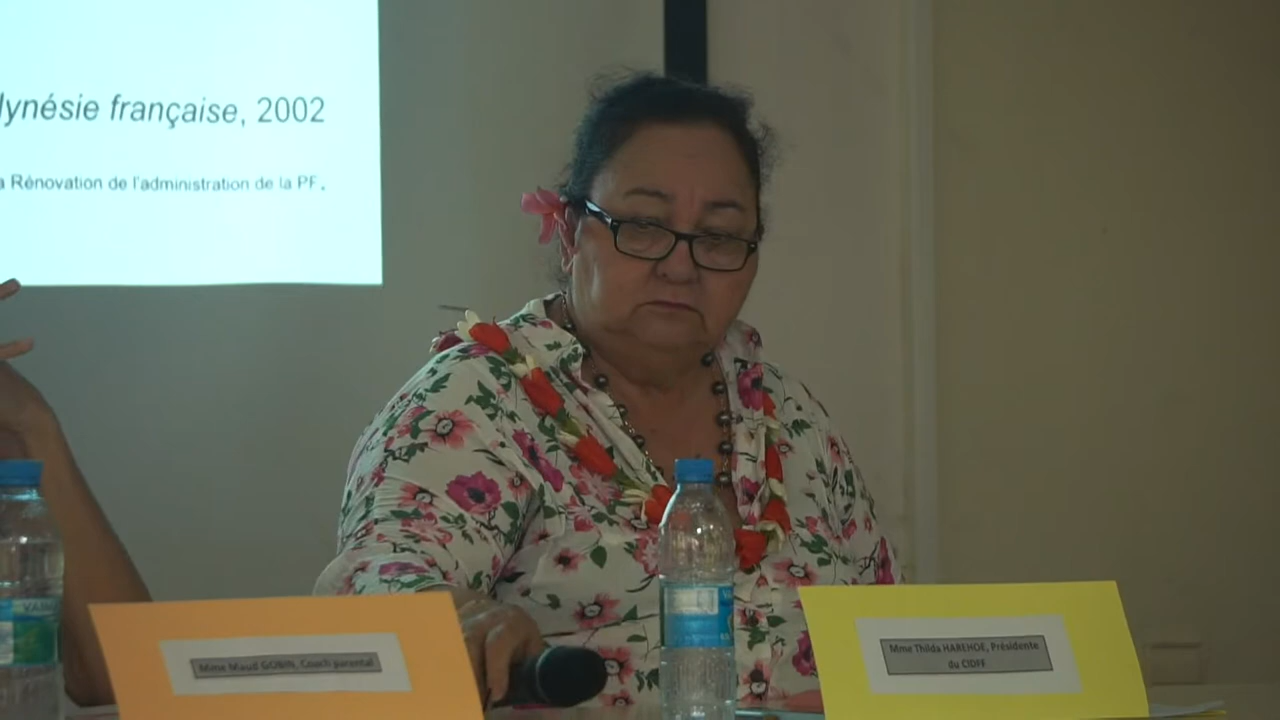 lynésie française, 2002
a Rénovation de l'administration de la PF.
Mme Maud GOBIN, Coach parental
Mme Thilda HAREHOE, Présidente
du CIDFF